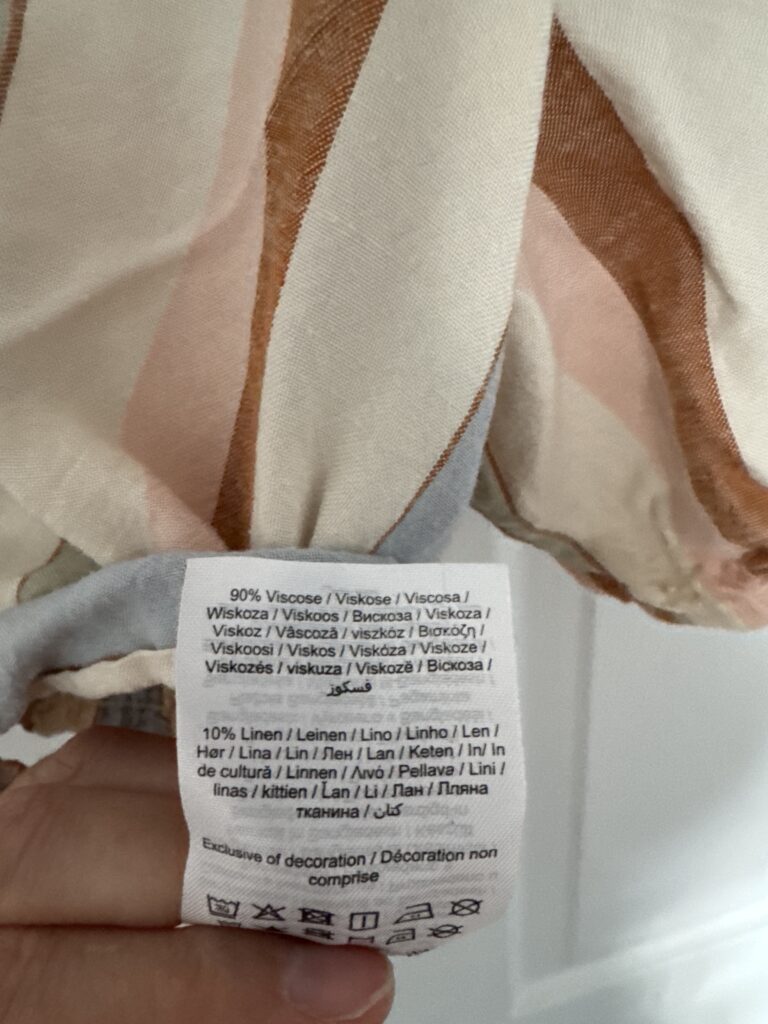 90% Viscose / Viskose / Viscosa /
Wiskoza / Viskoos / Вискоза / Viskoza /
Viskoz / Vâscoză / viszkóz / Βισκόζη /
Viskoosi / Viskos / Viskóza / Viskoze /
Viskozés / viskuza / Viskozë / Віскоза /
فسكوز
10% Linen / Leinen / Lino / Linho / Len /
Hør / Lina / Lin / Лен / Lan / Keten / In/ In
de cultură / Linnen / Λινό / Pellava / Lini /
linas / kittien / Ľan / Li / Лан / Лляна
тканина / كتان
Exclusive of decoration / Décoration non
comprise